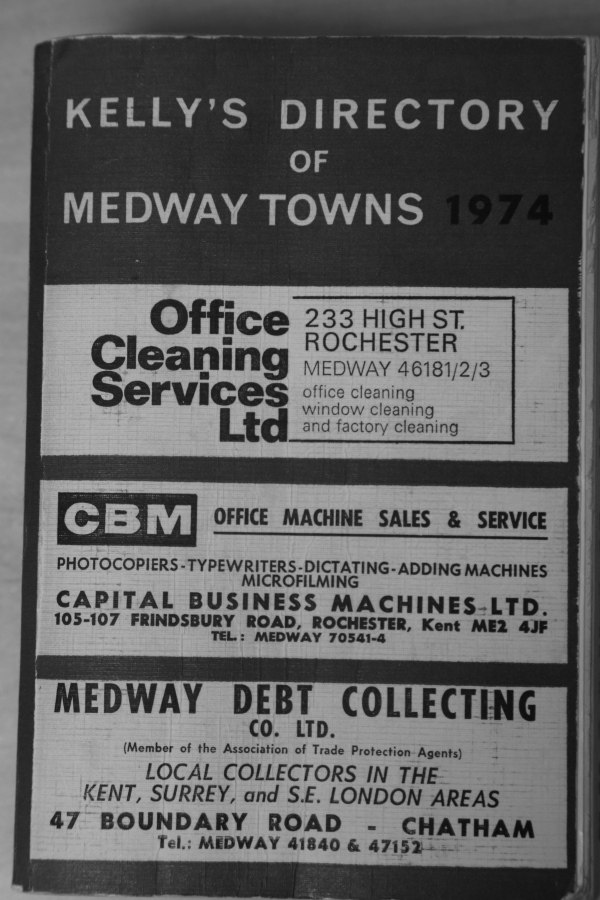 KELLY'S DIRECTORY
OF
MEDWAY TOWNS 1974
Office
Cleaning
Services
Ltd
233 HIGH ST.
ROCHESTER
MEDWAY 46181/2/3
office cleaning
window cleaning
and factory cleaning
CBM OFFICE MACHINE SALES & SERVICE
PHOTOCOPIERS-TYPEWRITERS-DICTATING-ADDING MACHINES
MICROFILMING
CAPITAL BUSINESS MACHINES LTD.
105-107 FRINDSBURY ROAD, ROCHESTER, Kent ME2 4JF
TEL.: MEDWAY 70541-4
MEDWAY DEBT COLLECTING
CO. LTD.
(Member of the Association of Trade Protection Agents)
LOCAL COLLECTORS IN THE
KENT, SURREY, and S.E. LONDON AREAS
47 BOUNDARY ROAD - CHATHAM
Tel.: MEDWAY 41840 & 47152